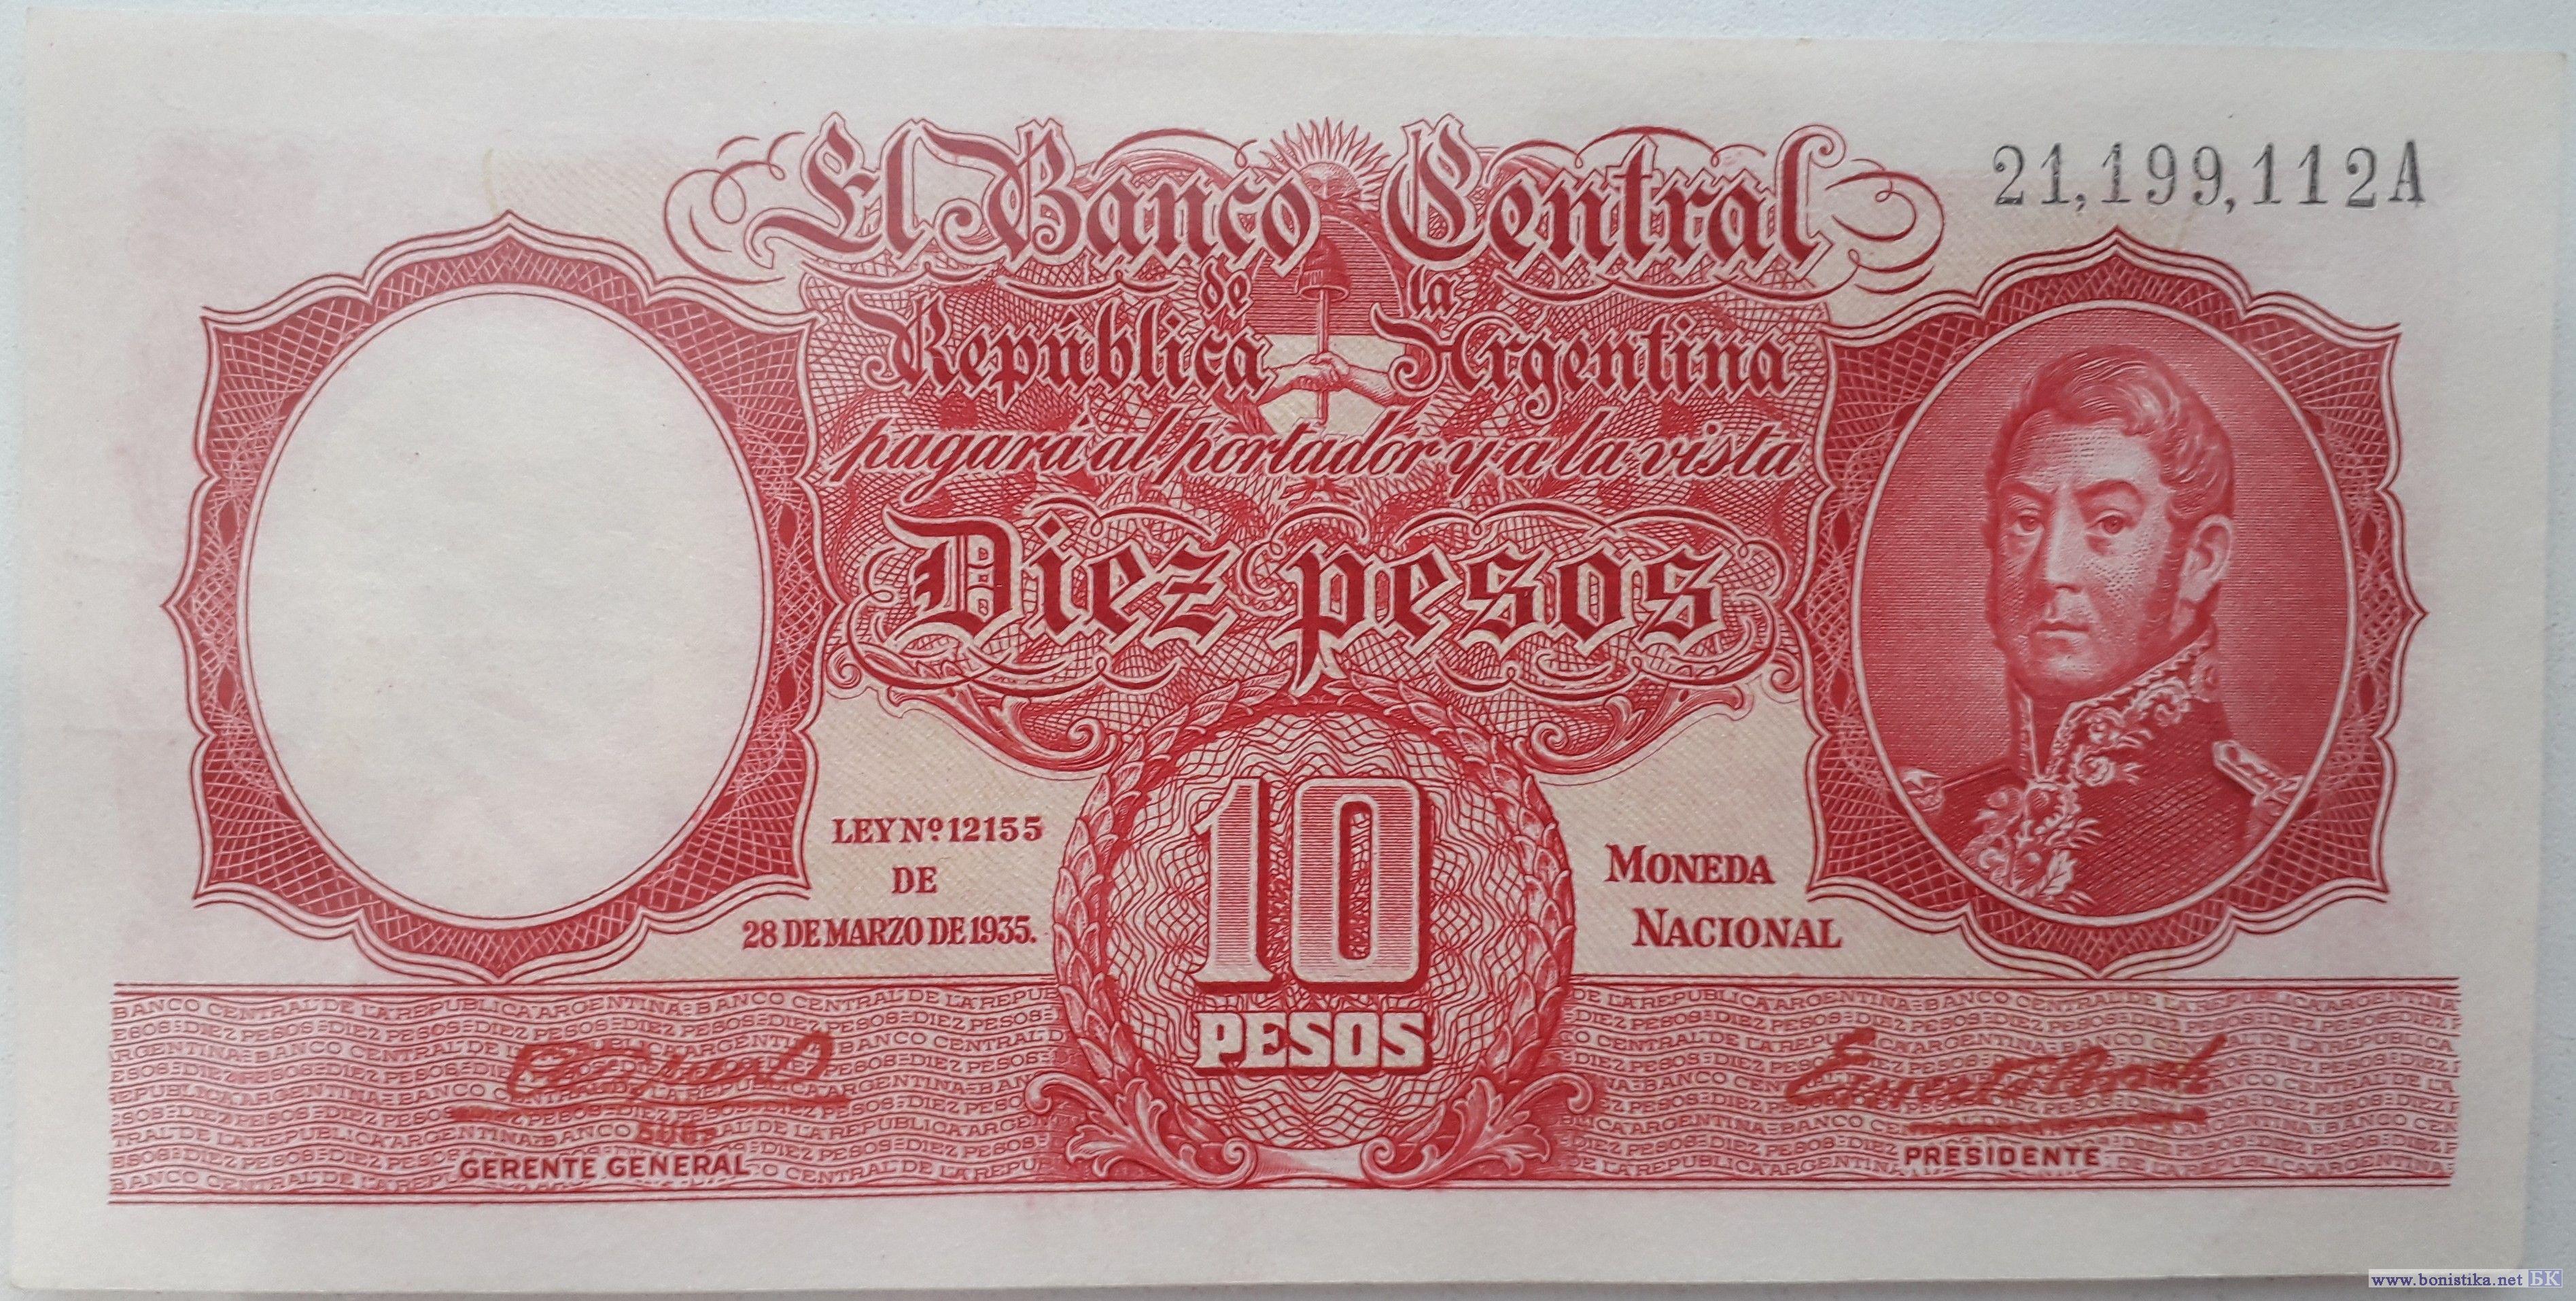 El Banco Central
21,199,112A
de la
República Argentina
pagará al portador y a la vista
Diez pesos
LEY Nº 12155
DE
28 DE MARZO DE 1935.
10
PESOS
MONEDA
NACIONAL
GERENTE GENERAL
PRESIDENTE
www.bonistika.net БК